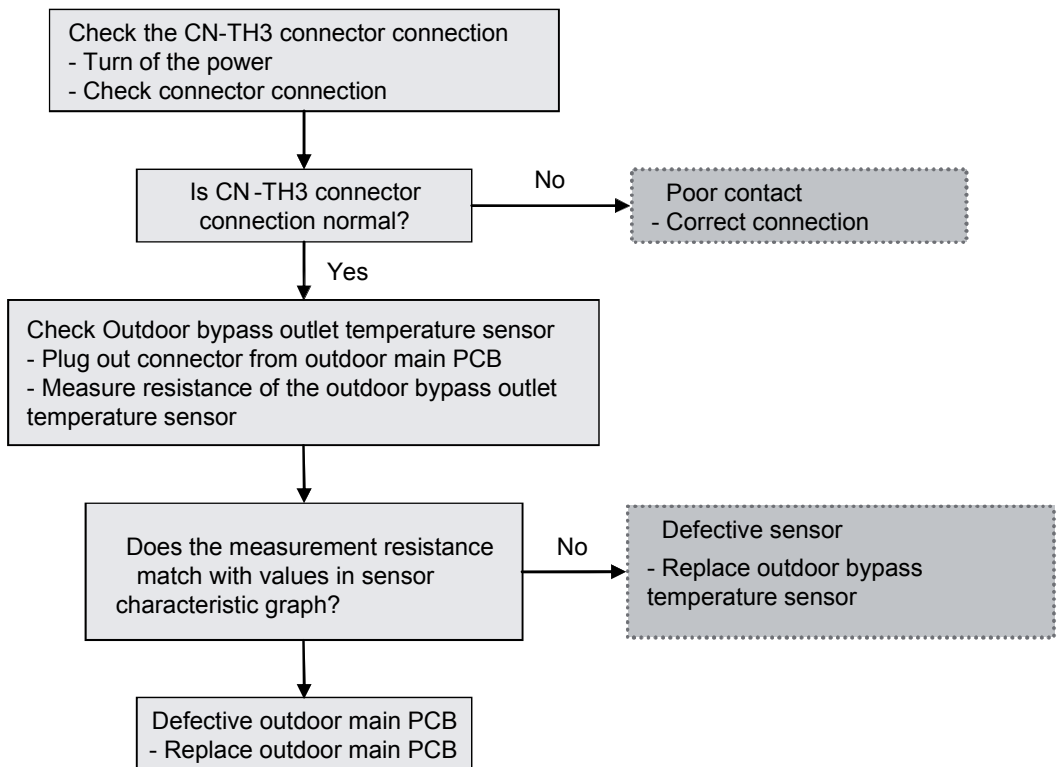 Check the CN-TH3 connector connection
- Turn of the power
- Check connector connection
Is CN-TH3 connector
connection normal?
No
Poor contact
- Correct connection
Yes
Check Outdoor bypass outlet temperature sensor
- Plug out connector from outdoor main PCB
- Measure resistance of the outdoor bypass outlet
temperature sensor
Does the measurement resistance
match with values in sensor
characteristic graph?
No
Defective sensor
- Replace outdoor bypass
temperature sensor
Defective outdoor main PCB
- Replace outdoor main PCB